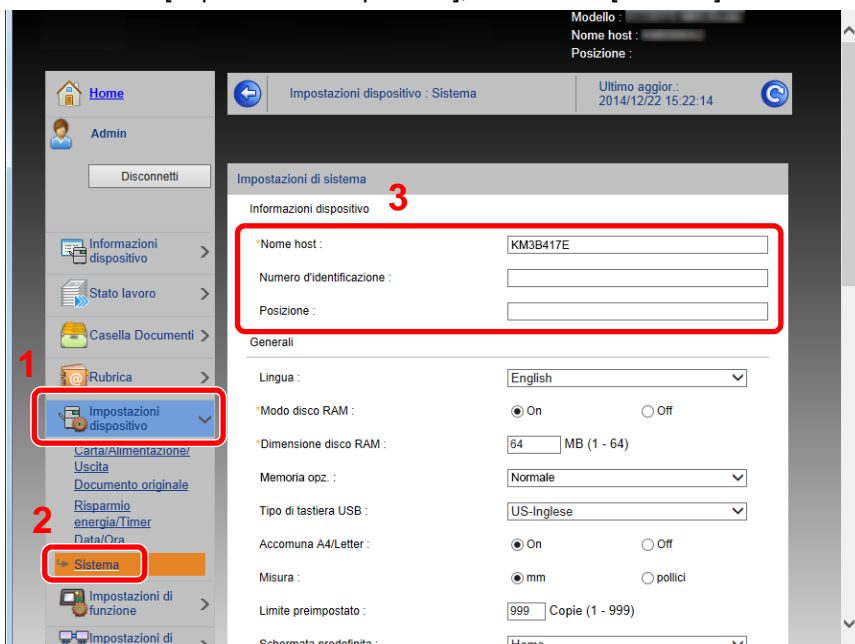 Modello :
Nome host :
Posizione :
Home
Impostazioni dispositivo : Sistema
Ultimo aggior.:
2014/12/22 15:22:14
Admin
Disconnetti
Impostazioni di sistema
3
Informazioni dispositivo
Informazioni
dispositivo
*Nome host :
KM3B417E
Numero d'identificazione :
Stato lavoro
Posizione :
Casella Documenti
Generali
1
Rubrica
Lingua :
English
Impostazioni
dispositivo
*Modo disco RAM :
On
Off
*Dimensione disco RAM :
64
MB (1 - 64)
Carta/Alimentazione/
Uscita
Documento originale
Memoria opz. :
Normale
Risparmio
energia/Timer
Tipo di tastiera USB :
US-Inglese
2
Data/Ora
Accomuna A4/Letter :
On
Off
Sistema
Misura :
mm
pollici
Impostazioni di
funzione
Limite preimpostato :
999
Copie (1 - 999)
Impostazioni di
Schermata predefinita :
Home